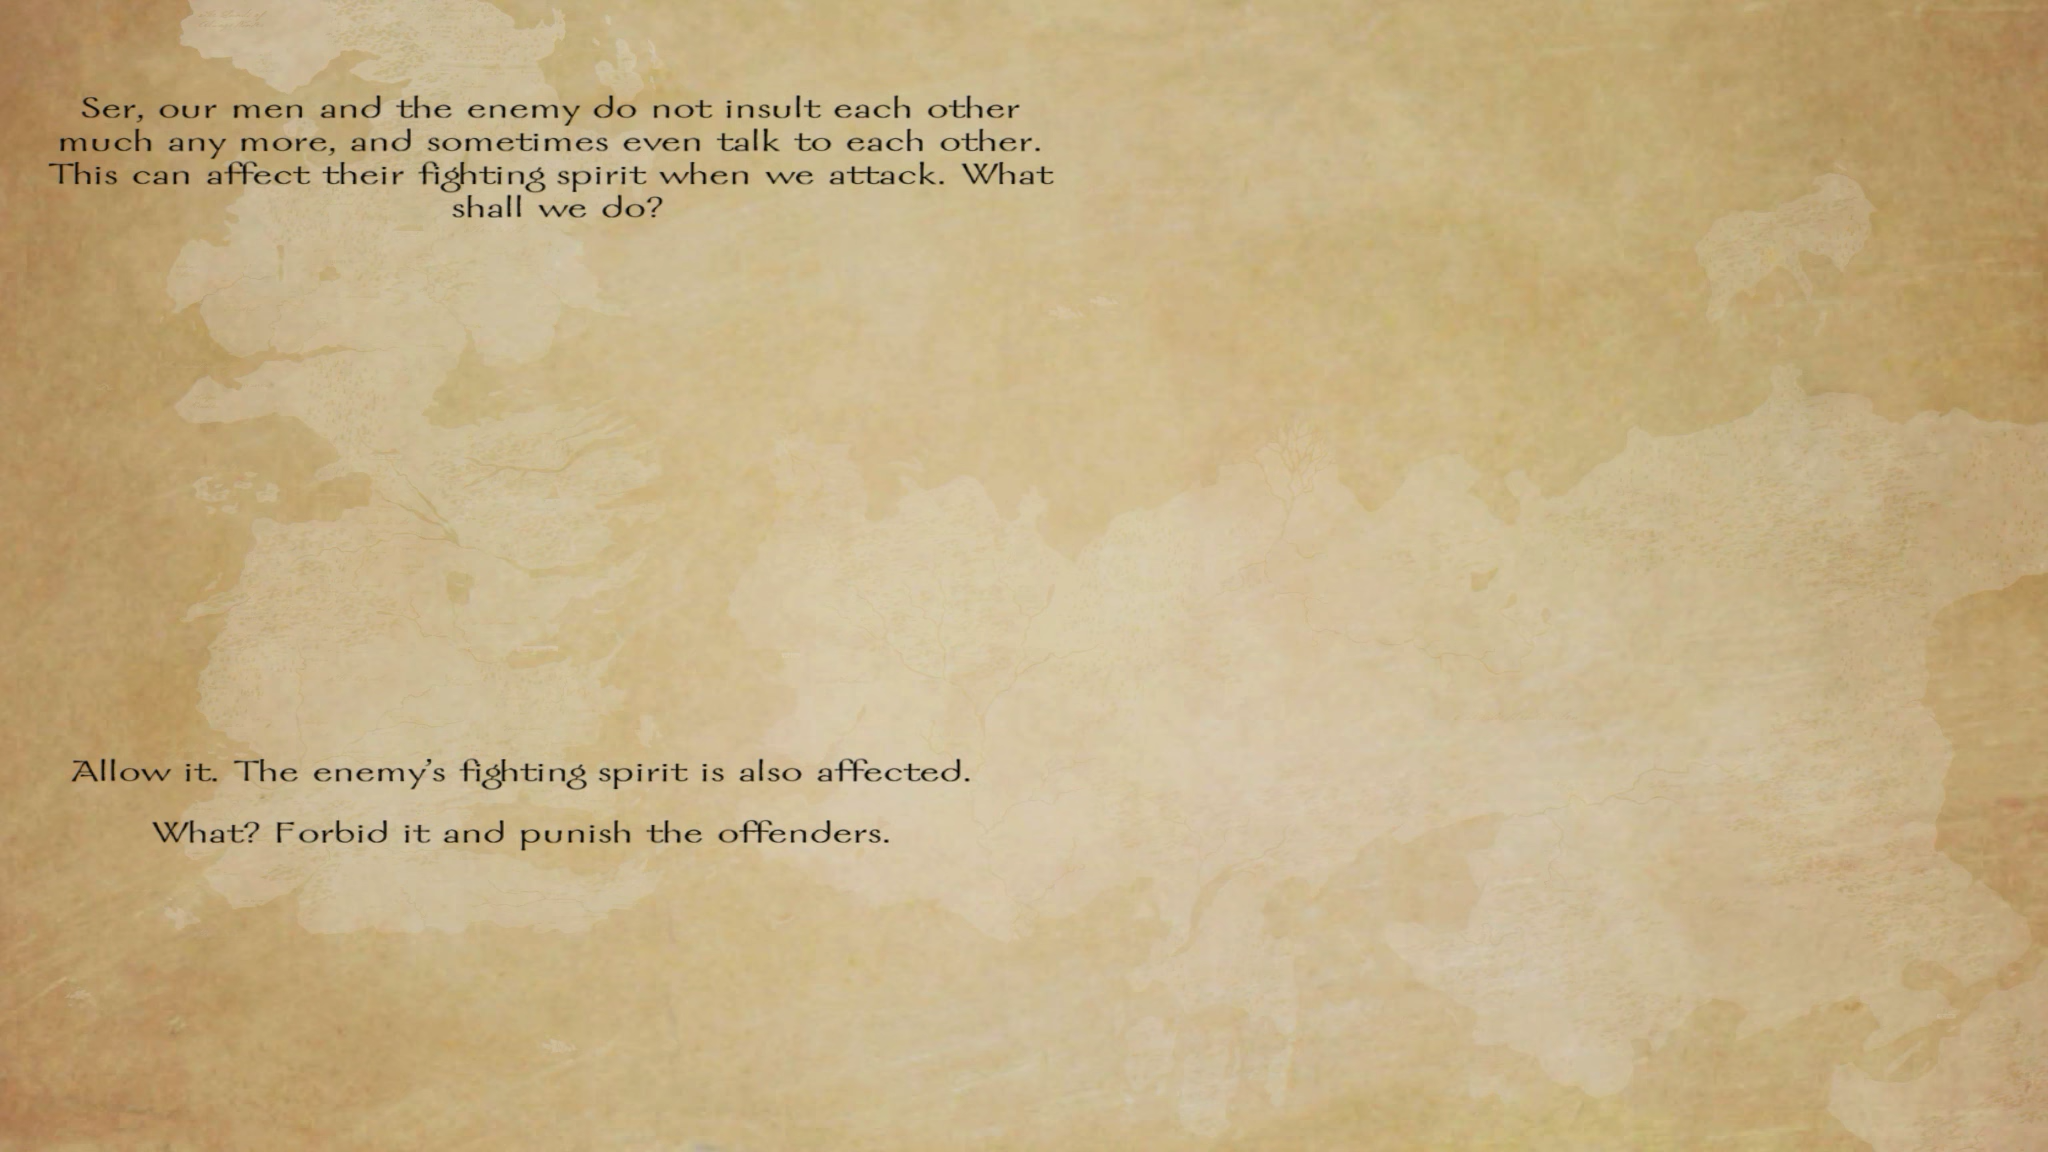 Ser, our men and the enemy do not insult each other
much any more, and sometimes even talk to each other.
This can affect their fighting spirit when we attack. What
shall we do?
Allow it. The enemy's fighting spirit is also affected.
What? Forbid it and punish the offenders.